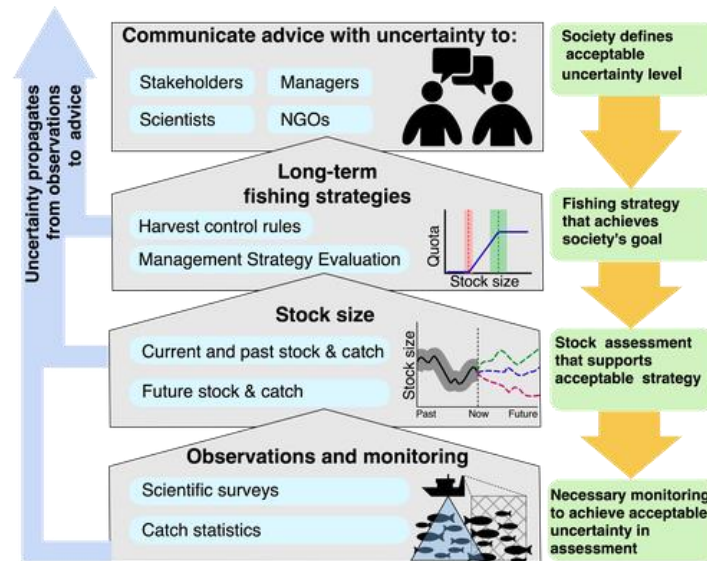 Communicate advice with uncertainty to:
Stakeholders
Managers
Scientists
NGOs
Society defines
acceptable
uncertainty level
Uncertainty propagates
from observations
to advice
Long-term
fishing strategies
Harvest control rules
Management Strategy Evaluation
Quota
Stock size
Fishing strategy
that achieves
society's goal
Stock size
Current and past stock & catch
Future stock & catch
Stock size
Past
Now
Future
Stock assessment
that supports
acceptable strategy
Observations and monitoring
Scientific surveys
Catch statistics
Necessary monitoring
to achieve acceptable
uncertainty in
assessment